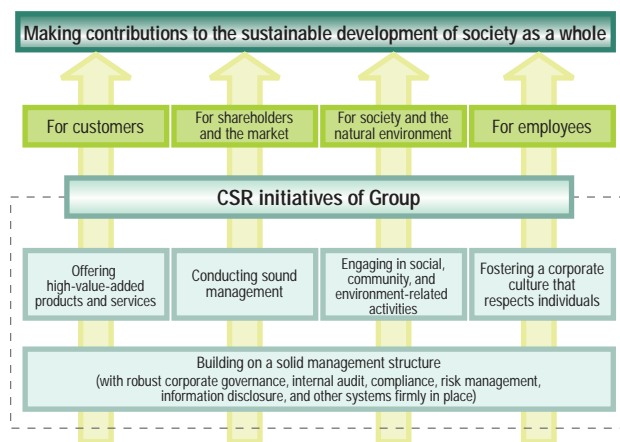 Making contributions to the sustainable development of society as a whole
For customers
For shareholders
and the market
For society and the
natural environment
For employees
CSR initiatives of Group
Offering
high-value-added
products and services
Conducting sound
management
Engaging in social,
community, and
environment-related
activities
Fostering a corporate
culture that
respects individuals
Building on a solid management structure
(with robust corporate governance, internal audit, compliance, risk management,
information disclosure, and other systems firmly in place)